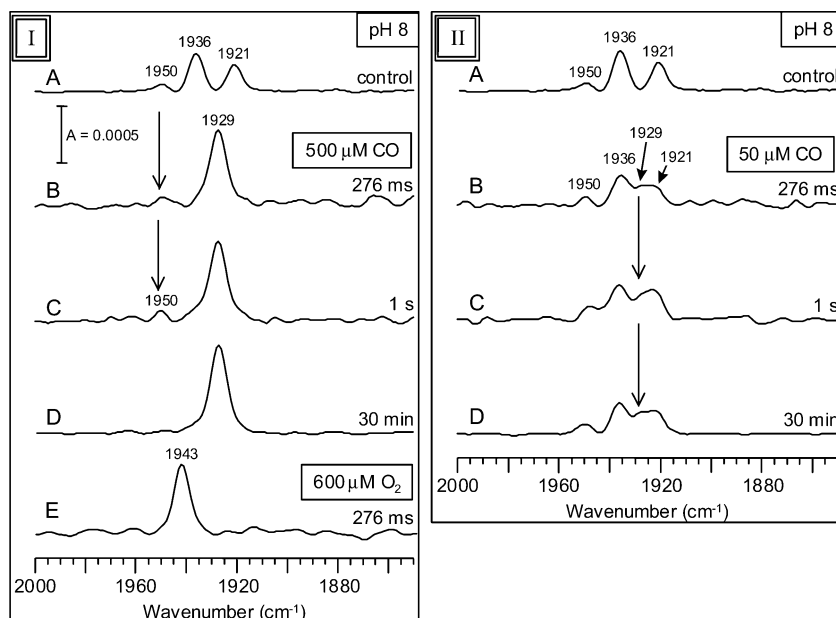 I
pH 8
1936
1950
1921
A
control
A = 0.0005
1929
500 μM CO
B
276 ms
1950
C
1 s
D
30 min
1943
600 μM O₂
E
276 ms
2000 1960 1920 1880
Wavenumber (cm⁻¹)
II
pH 8
1936
1950
1921
A
control
1929
1936
1921
50 μM CO
1950
B
276 ms
C
1 s
D
30 min
2000 1960 1920 1880
Wavenumber (cm⁻¹)